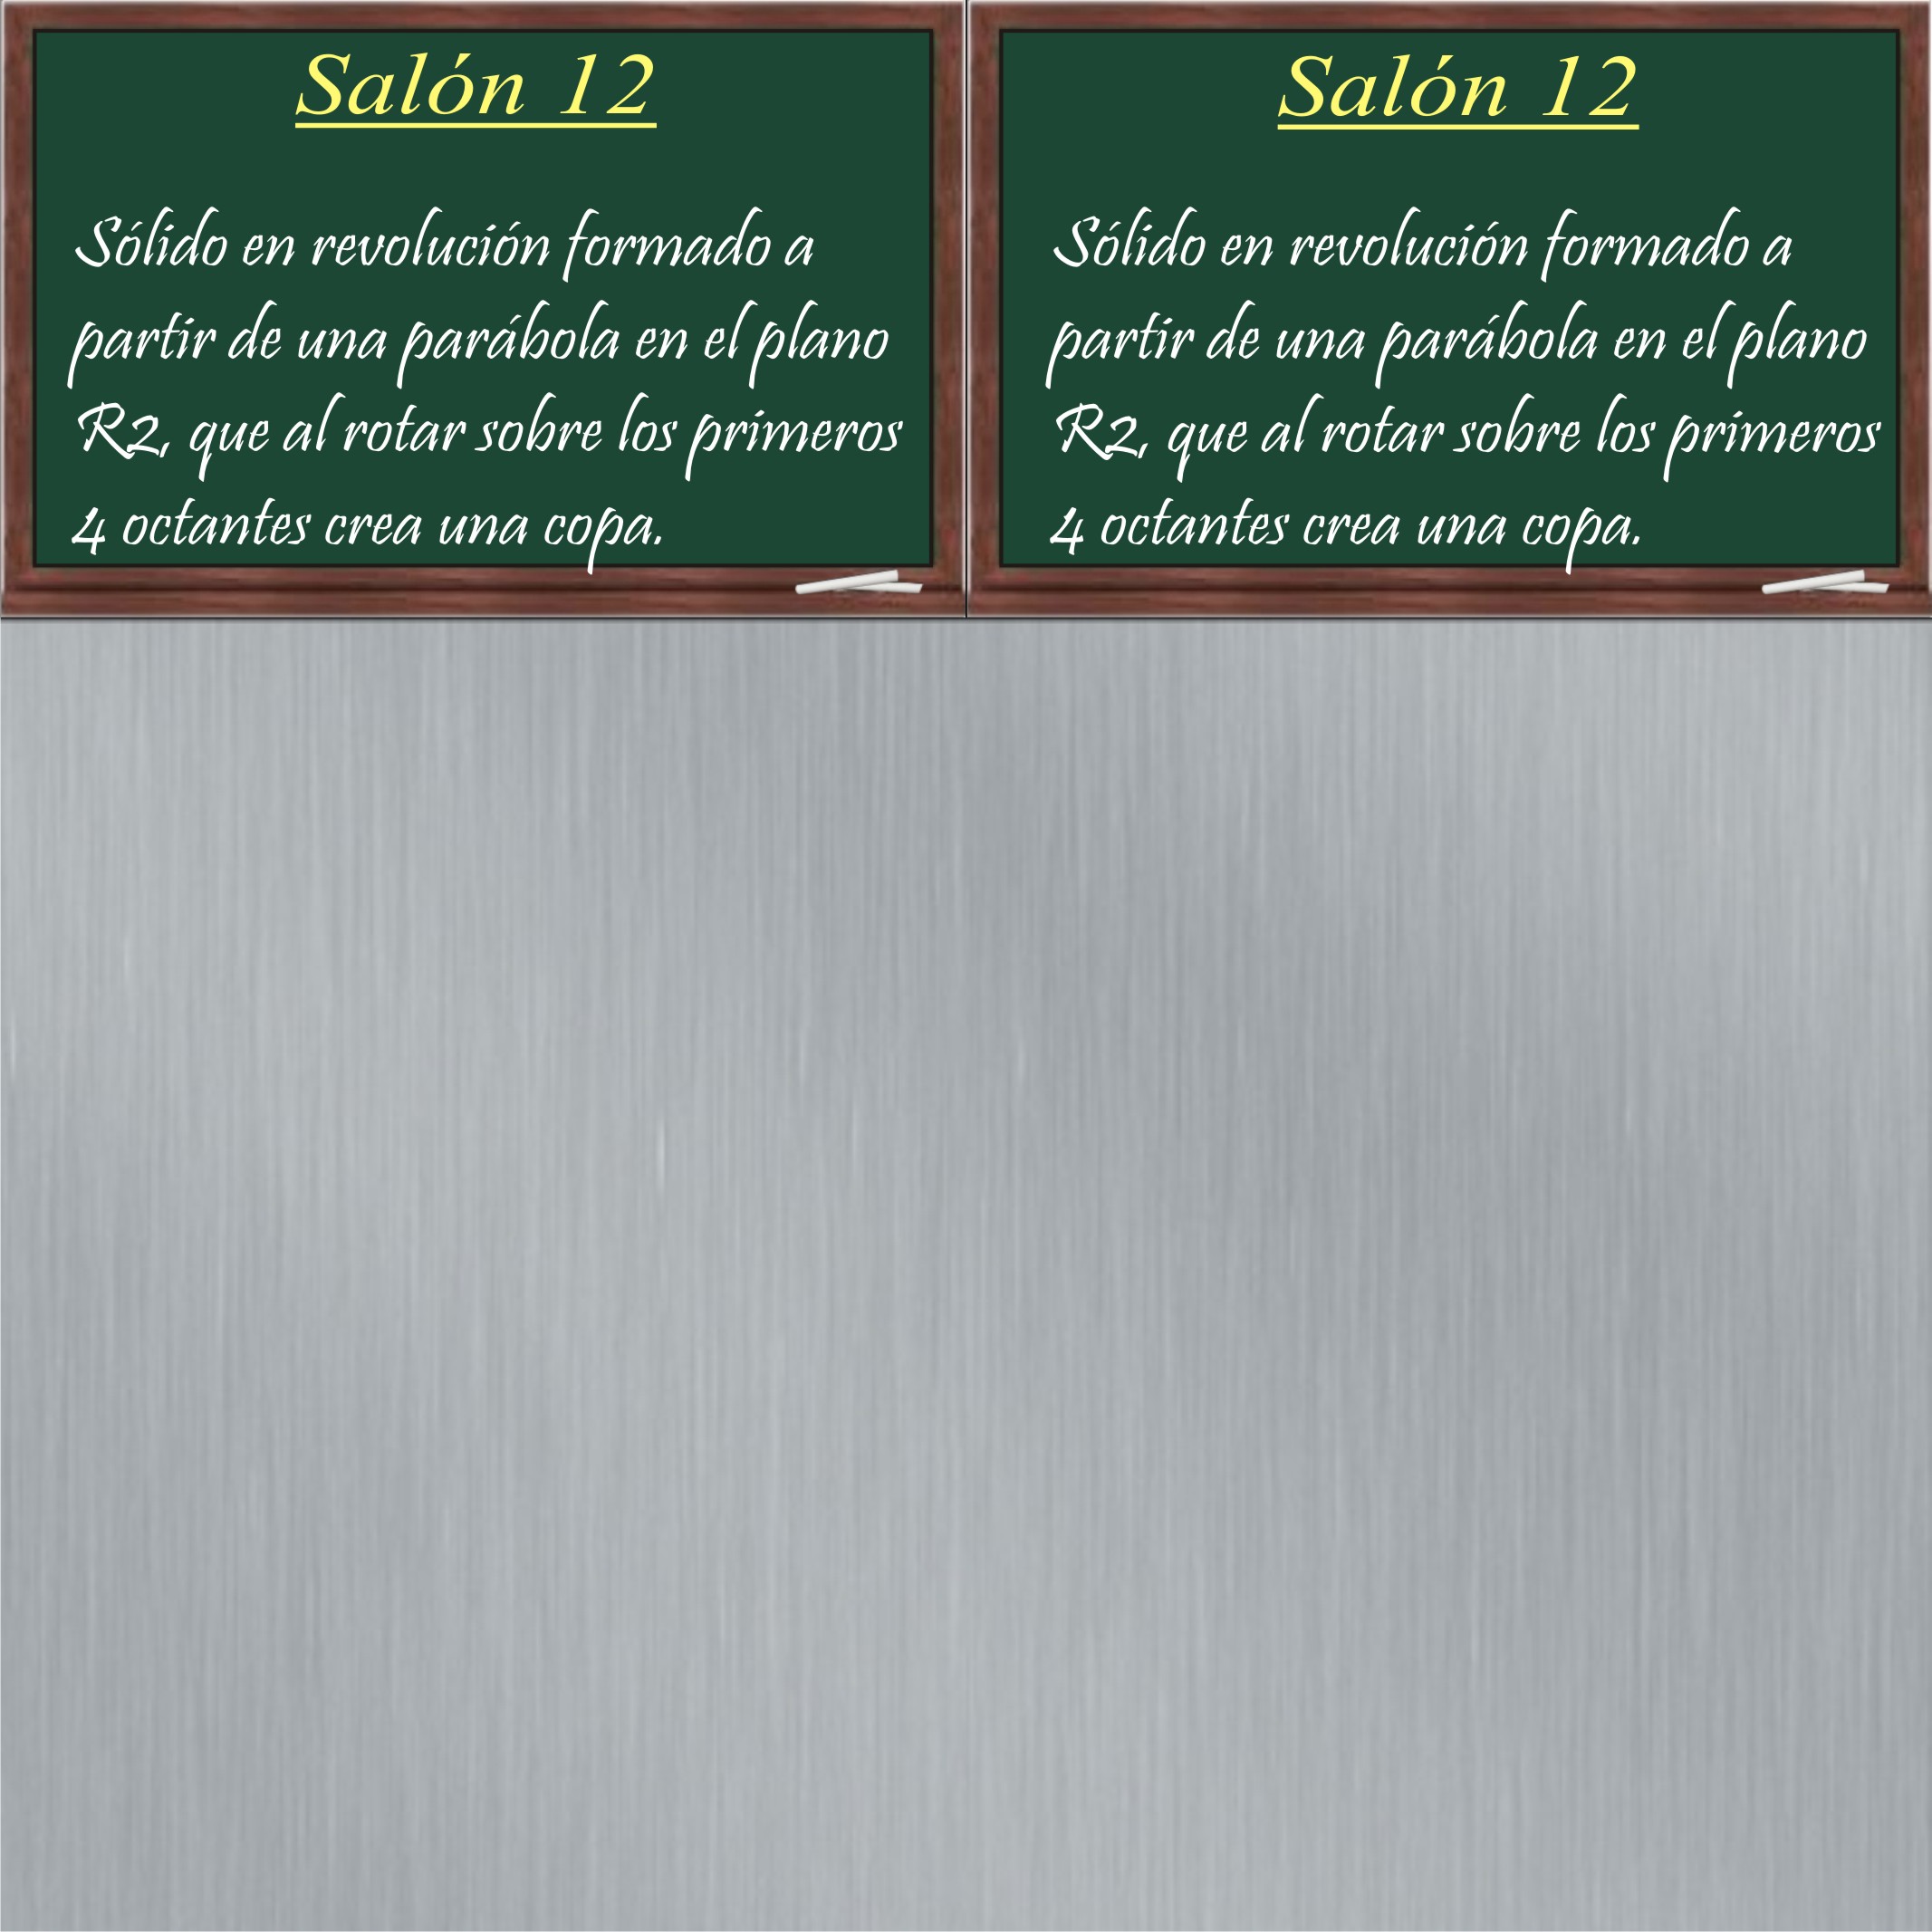 Salón 12
Sólido en revolución formado a
partir de una parábola en el plano
R2, que al rotar sobre los primeros
4 octantes crea una copa.
Salón 12
Sólido en revolución formado a
partir de una parábola en el plano
R2, que al rotar sobre los primeros
4 octantes crea una copa.